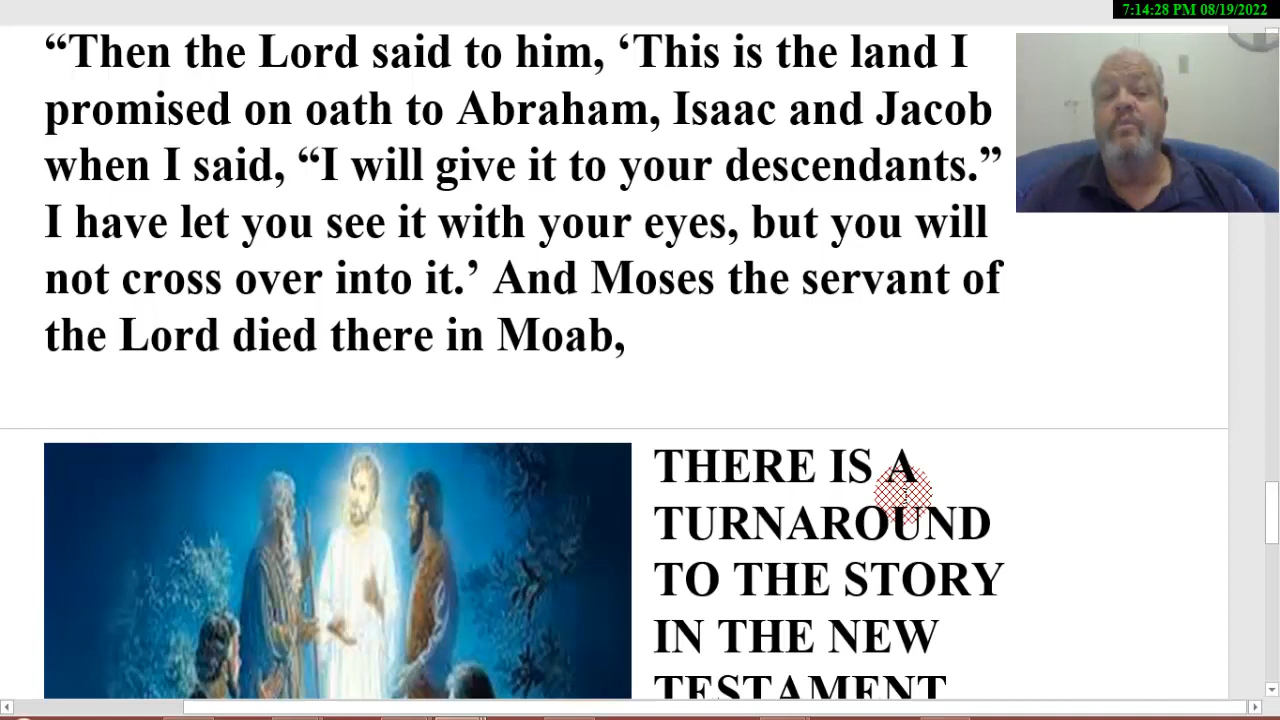 7:14:28 PM 08/19/2022
“Then the Lord said to him, ‘This is the land I
promised on oath to Abraham, Isaac and Jacob
when I said, “I will give it to your descendants.”
I have let you see it with your eyes, but you will
not cross over into it.’ And Moses the servant of
the Lord died there in Moab,
THERE IS A
TURNAROUND
TO THE STORY
IN THE NEW
TESTAMENT